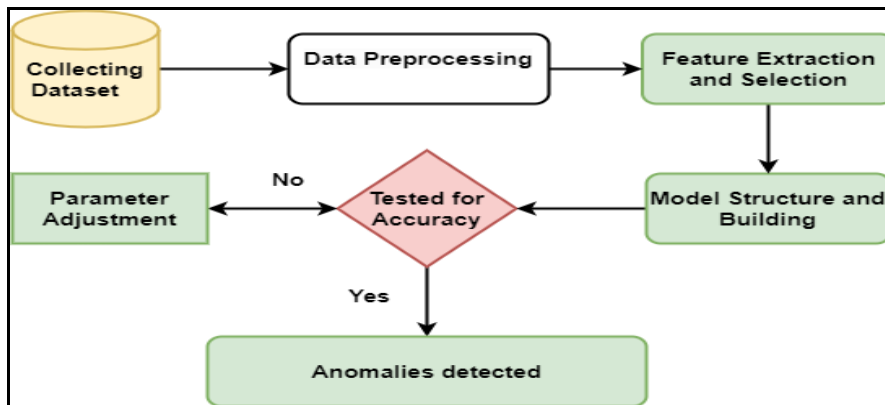 Collecting
Dataset
Data Preprocessing
Feature Extraction
and Selection
Parameter
Adjustment
No
Tested for
Accuracy
Model Structure and
Building
Yes
Anomalies detected